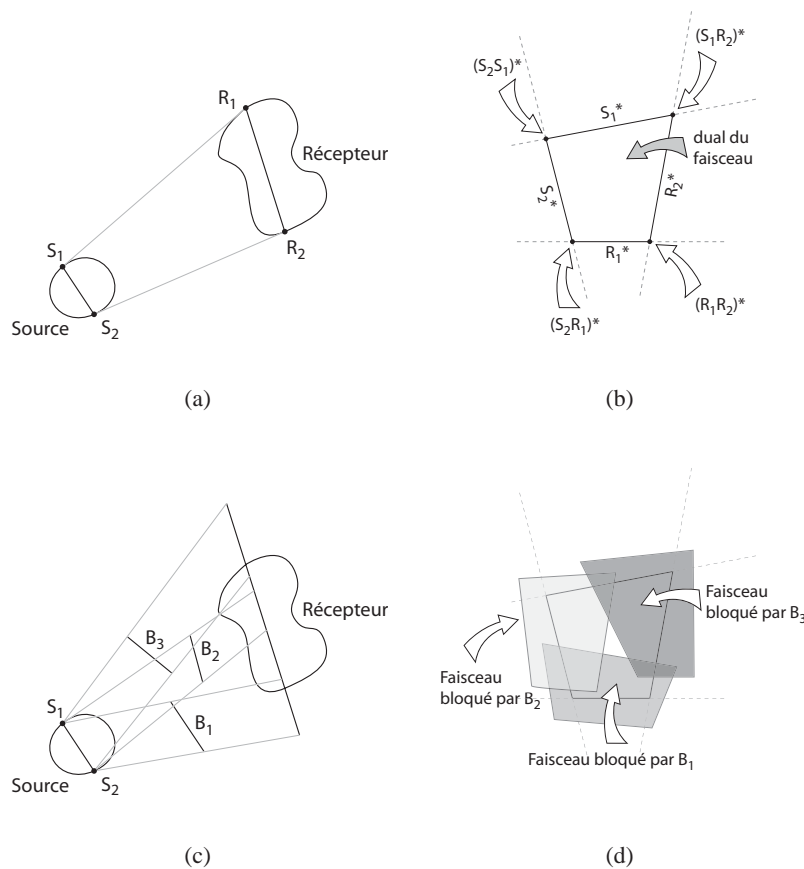 R1
Récepteur
S1
R2
Source
S2
(a)
(S1R2)*
(S2S1)*
S1*
dual du
faisceau
S2*
R2*
R1*
(S2R1)*
(R1R2)*
(b)
B3
B2
Récepteur
S1
B1
Source
S2
(c)
Faisceau
bloqué par B3
Faisceau
bloqué par B2
Faisceau bloqué par B1
(d)